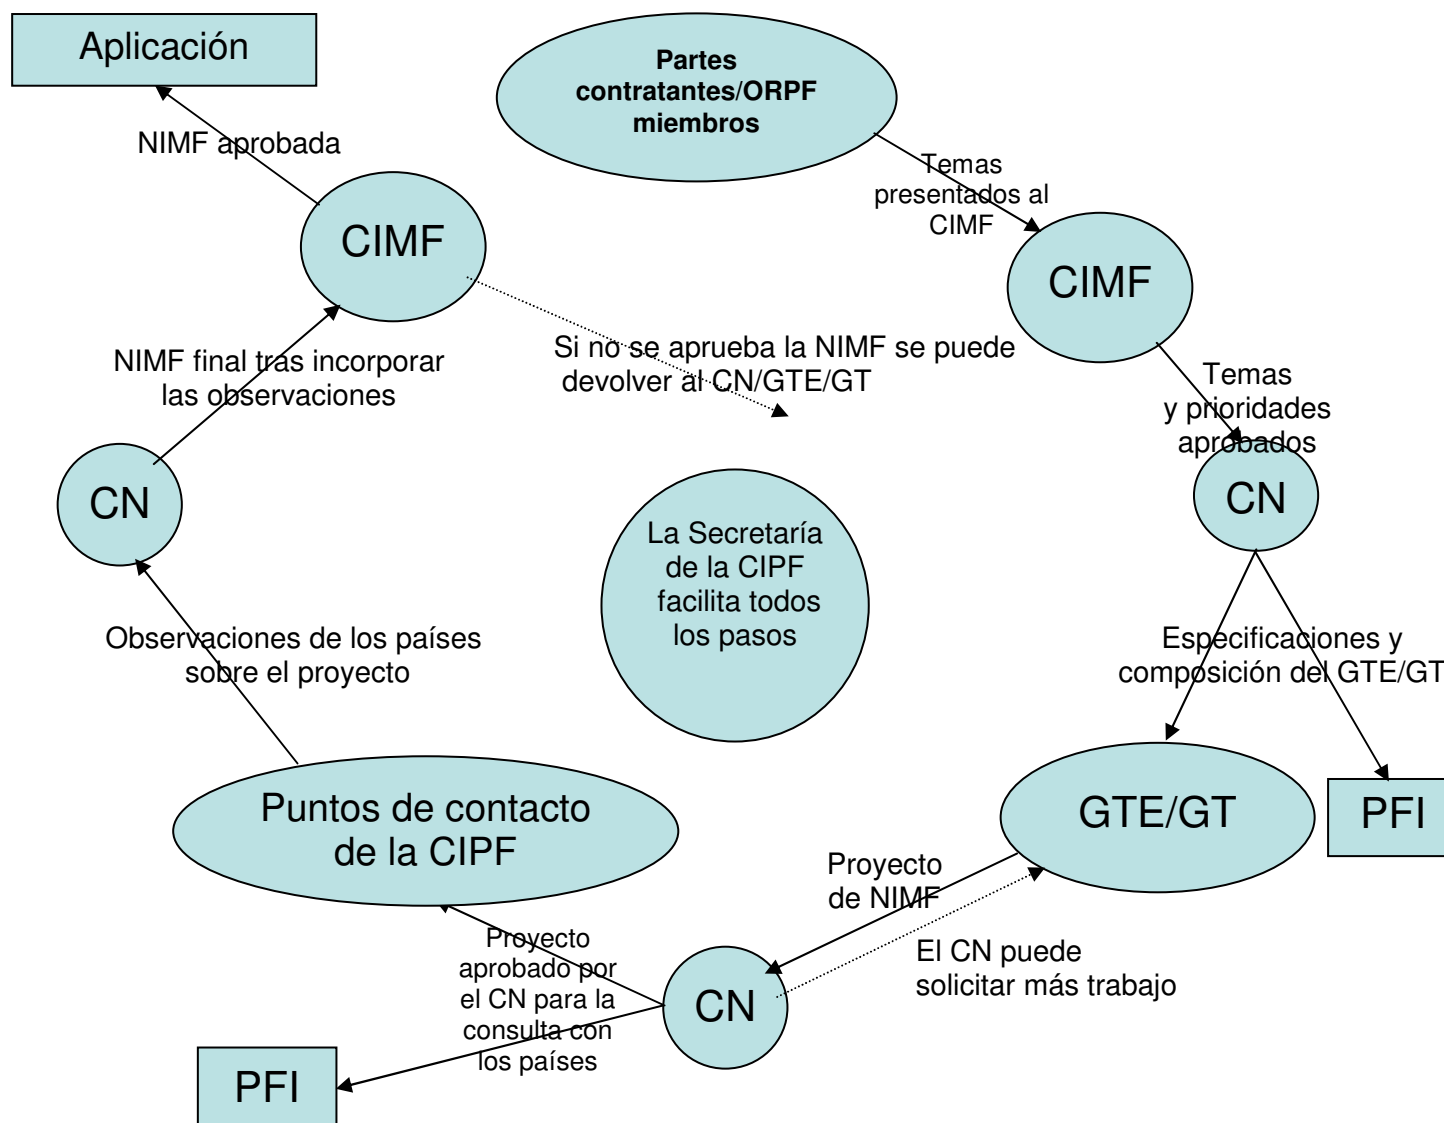 Aplicación
Partes
contratantes/ORPF
miembros
NIMF aprobada
Temas
presentados al
CIMF
CIMF
CIMF
Si no se aprueba la NIMF se puede
devolver al CN/GTE/GT
NIMF final tras incorporar
las observaciones
Temas
y prioridades
aprobados
CN
CN
La Secretaría
de la CIPF
facilita todos
los pasos
Observaciones de los países
sobre el proyecto
Especificaciones y
composición del GTE/GT
Puntos de contacto
de la CIPF
GTE/GT
PFI
Proyecto
de NIMF
Proyecto
aprobado por
el CN para la
consulta con
los países
El CN puede
solicitar más trabajo
CN
PFI